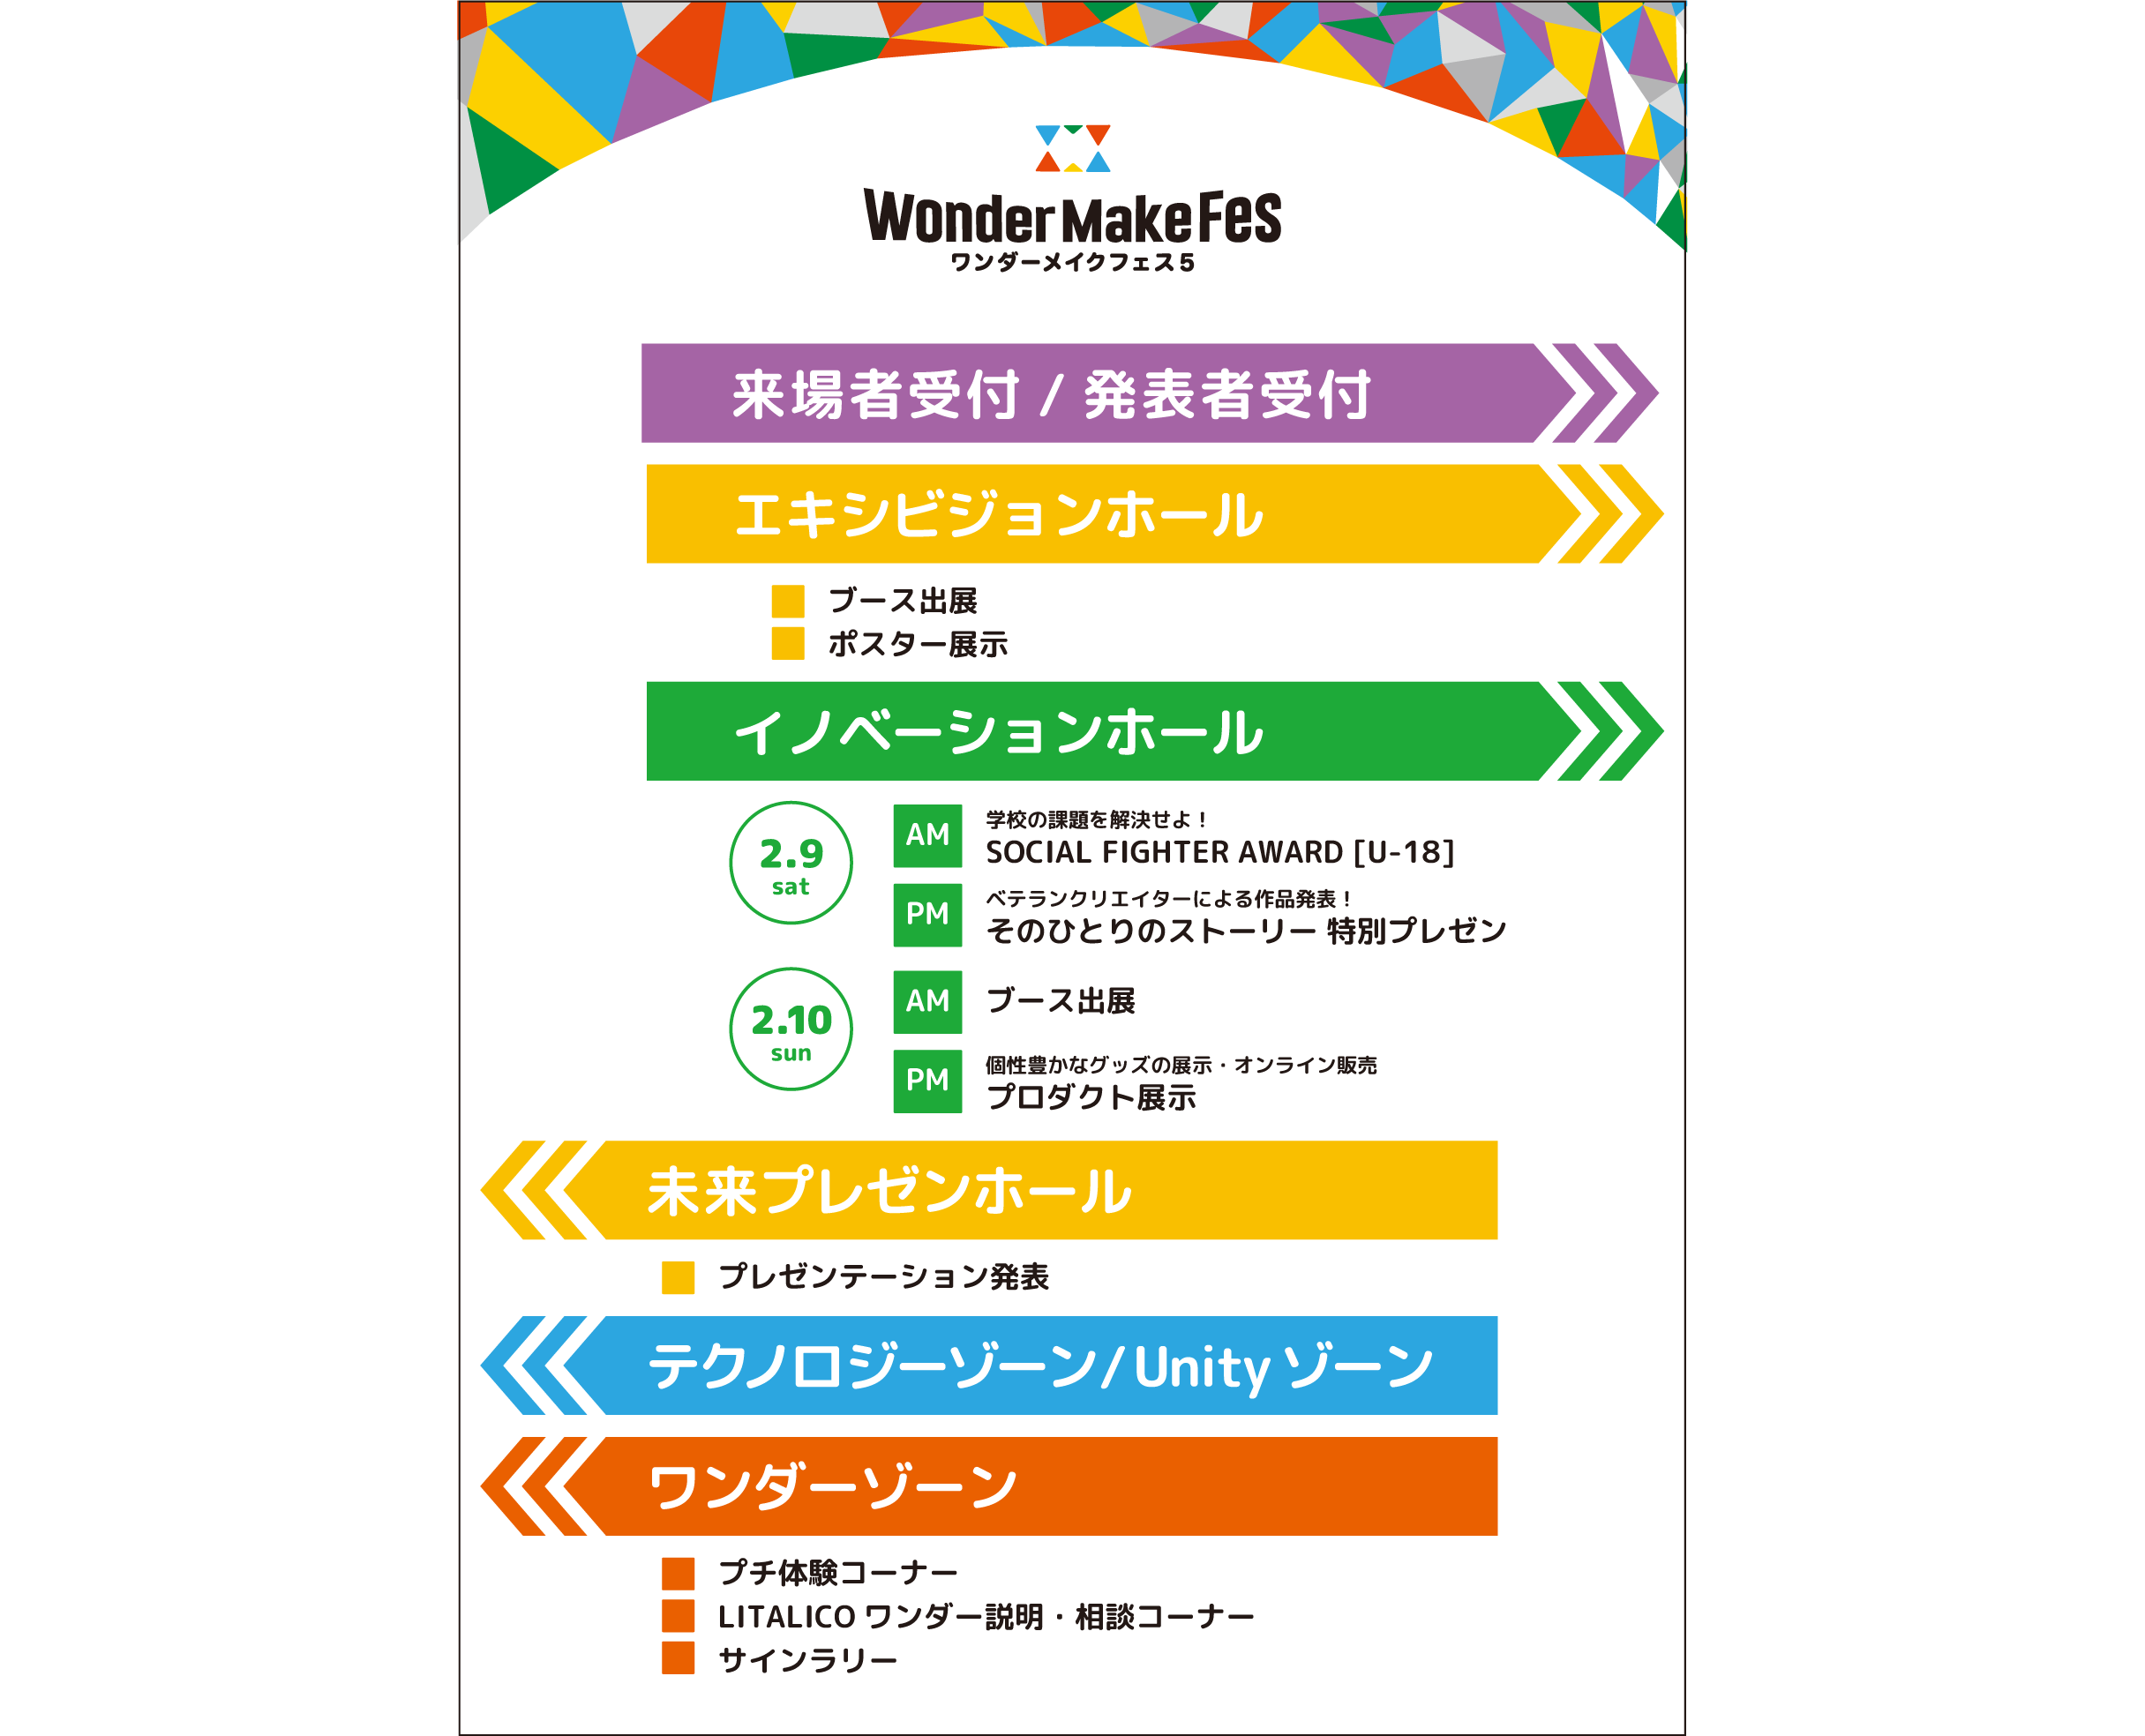 Wonder Make Fes
ワンダーメイクフェス5
来場者受付 / 発表者受付
エキシビジョンホール
ブース出展
ポスター展示
イノベーションホール
2.9
sat
AM
学校の課題を解決せよ！
SOCIAL FIGHTER AWARD [U-18]
PM
ベテランクリエイターによる作品発表！
そのひとりのストーリー 特別プレゼン
2.10
sun
AM
ブース出展
PM
個性豊かなグッズの展示・オンライン販売
プロダクト展示
未来プレゼンホール
プレゼンテーション発表
テクノロジーゾーン/Unity ゾーン
ワンダーゾーン
プチ体験コーナー
LITALICO ワンダー説明・相談コーナー
サインラリー